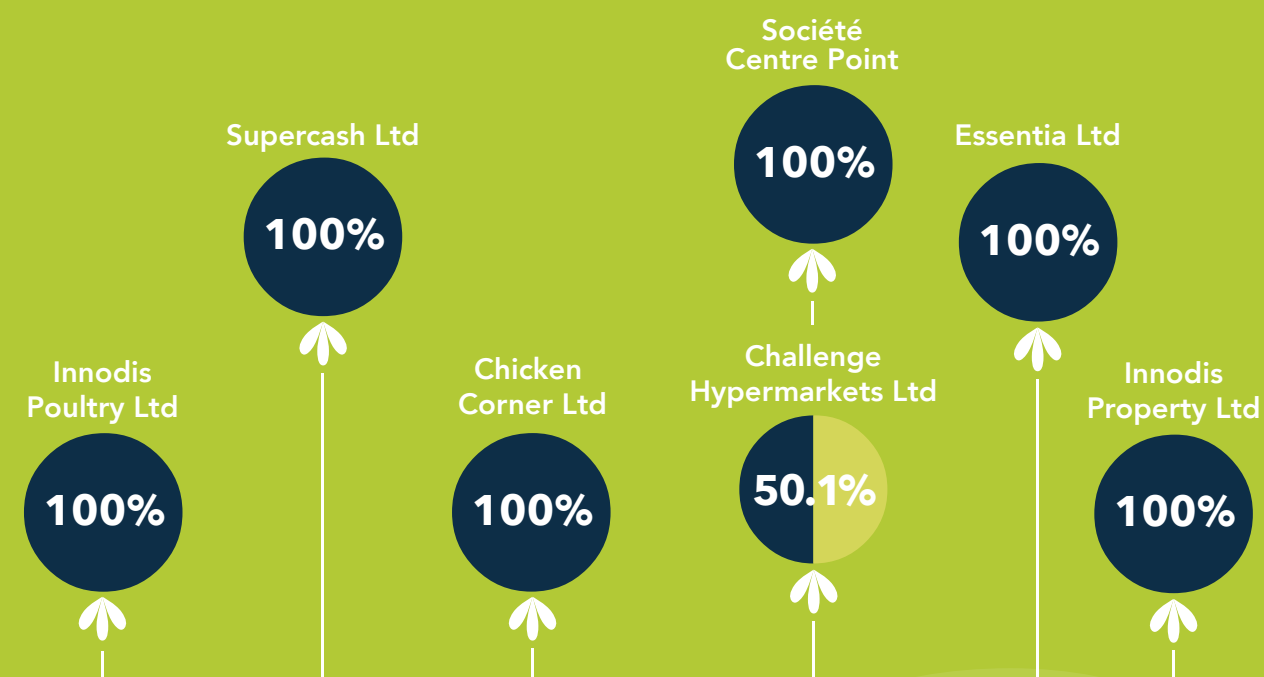 Société
Centre Point
100%
Supercash Ltd
100%
Essentia Ltd
100%
Innodis
Poultry Ltd
100%
Chicken
Corner Ltd
100%
Challenge
Hypermarkets Ltd
50.1%
Innodis
Property Ltd
100%